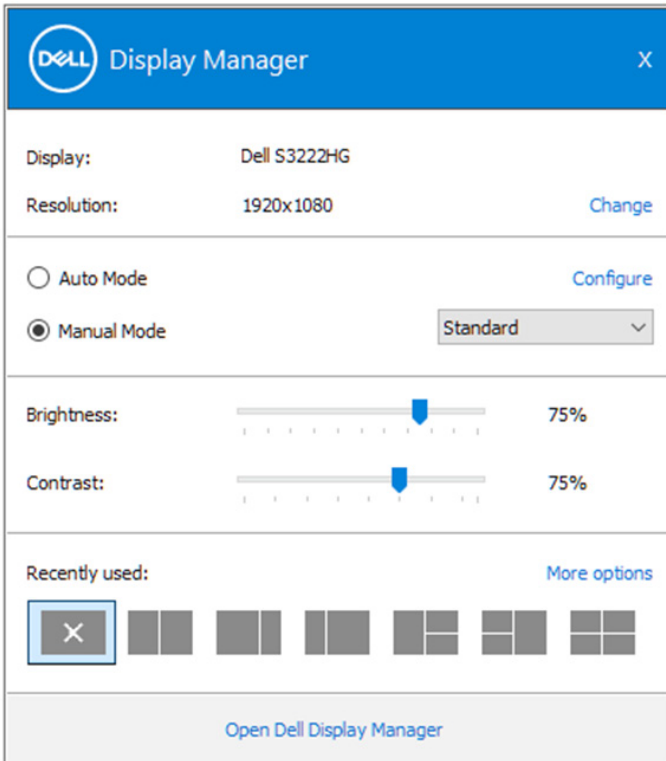 DELL Display Manager X
Display: Dell S3222HG
Resolution: 1920x1080 Change
Auto Mode Configure
Manual Mode Standard
Brightness: 75%
Contrast: 75%
Recently used: More options
Open Dell Display Manager